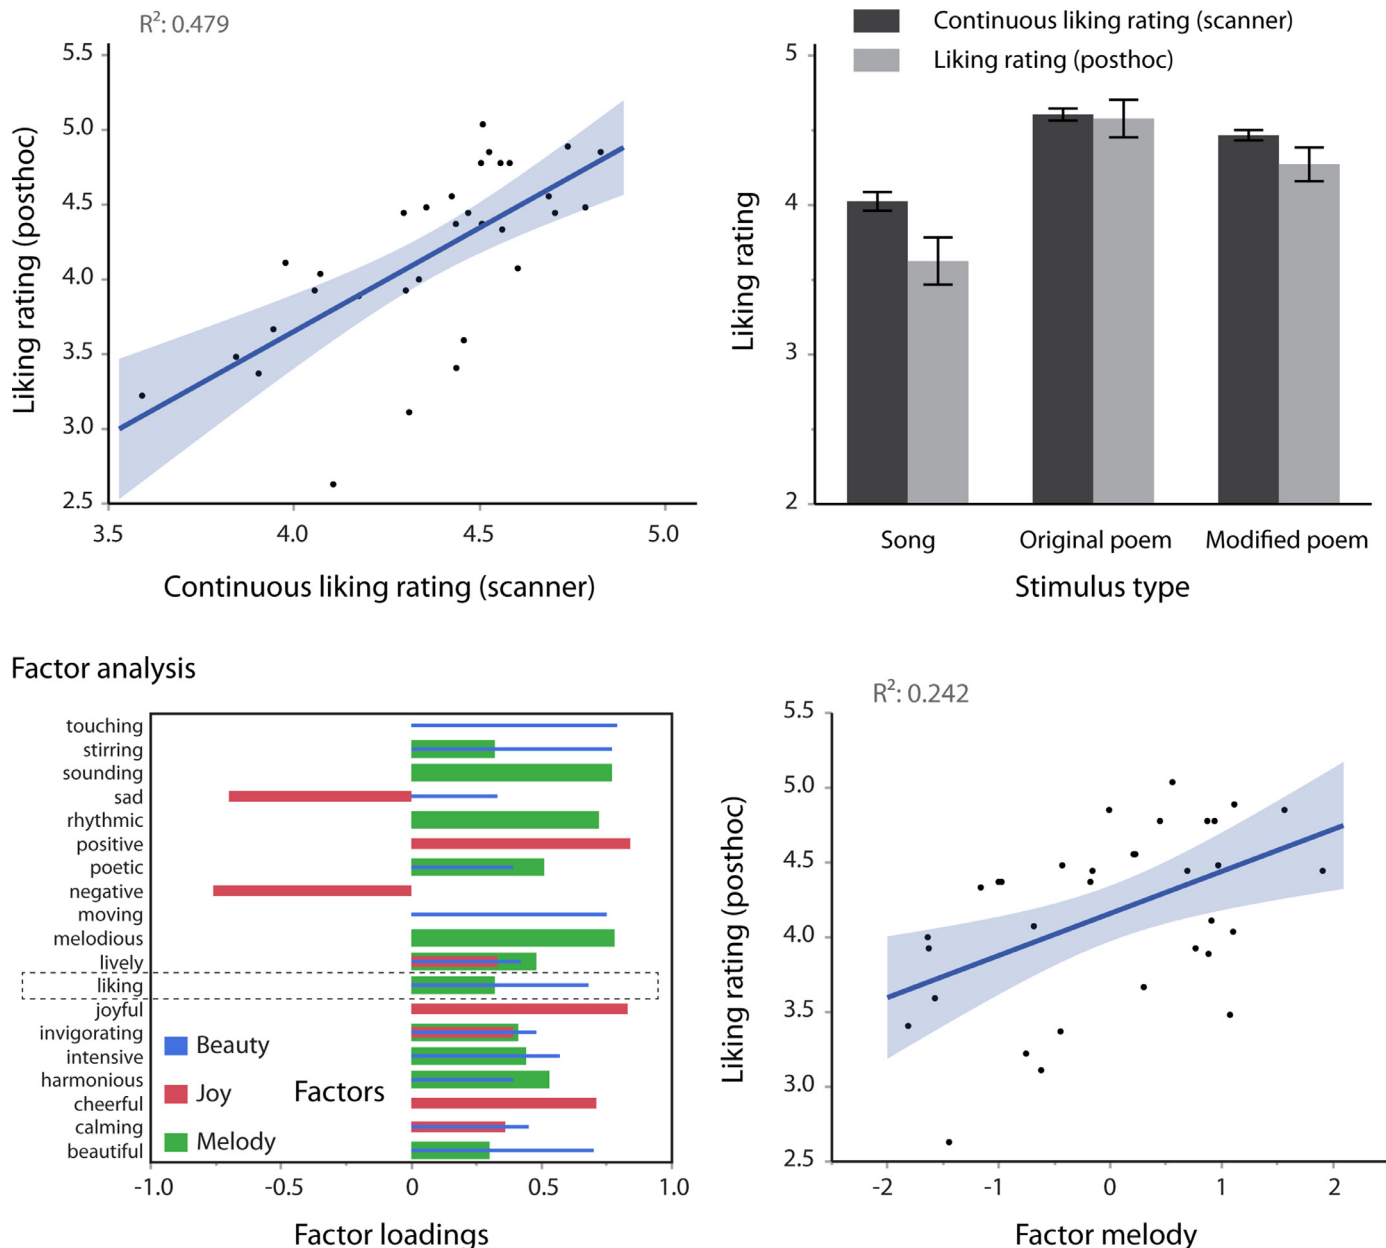 R²: 0.479
5.5
5.0
4.5
4.0
3.5
3.0
2.5
Liking rating (posthoc)
3.5 4.0 4.5 5.0
Continuous liking rating (scanner)
Continuous liking rating (scanner)
Liking rating (posthoc)
5
4
3
2
Liking rating
Song Original poem Modified poem
Stimulus type
Factor analysis
touching
stirring
sounding
sad
rhythmic
positive
poetic
negative
moving
melodious
lively
liking
joyful
invigorating
intensive
harmonious
cheerful
calming
beautiful
Beauty
Joy
Melody
Factors
-1.0 -0.5 0 0.5 1.0
Factor loadings
R²: 0.242
5.5
5.0
4.5
4.0
3.5
3.0
2.5
Liking rating (posthoc)
-2 -1 0 1 2
Factor melody